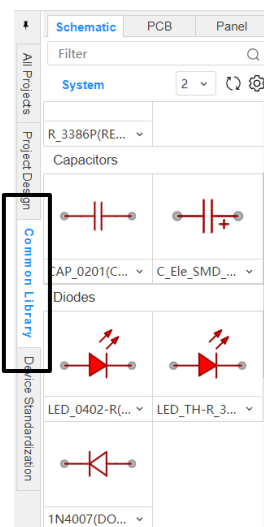 Schematic PCB Panel
Filter
System 2
R_3386P(RE...
Capacitors
CAP_0201(C... C_Ele_SMD_...
+
Diodes
LED_0402-R(... LED_TH-R_3...
1N4007(DO...
All Projects
Project Design
Common Library
Device Standardization